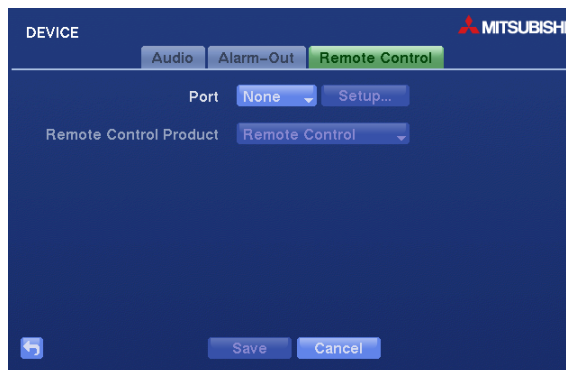 DEVICE
MITSUBISHI
Audio Alarm-Out Remote Control
Port None Setup...
Remote Control Product Remote Control
Save Cancel